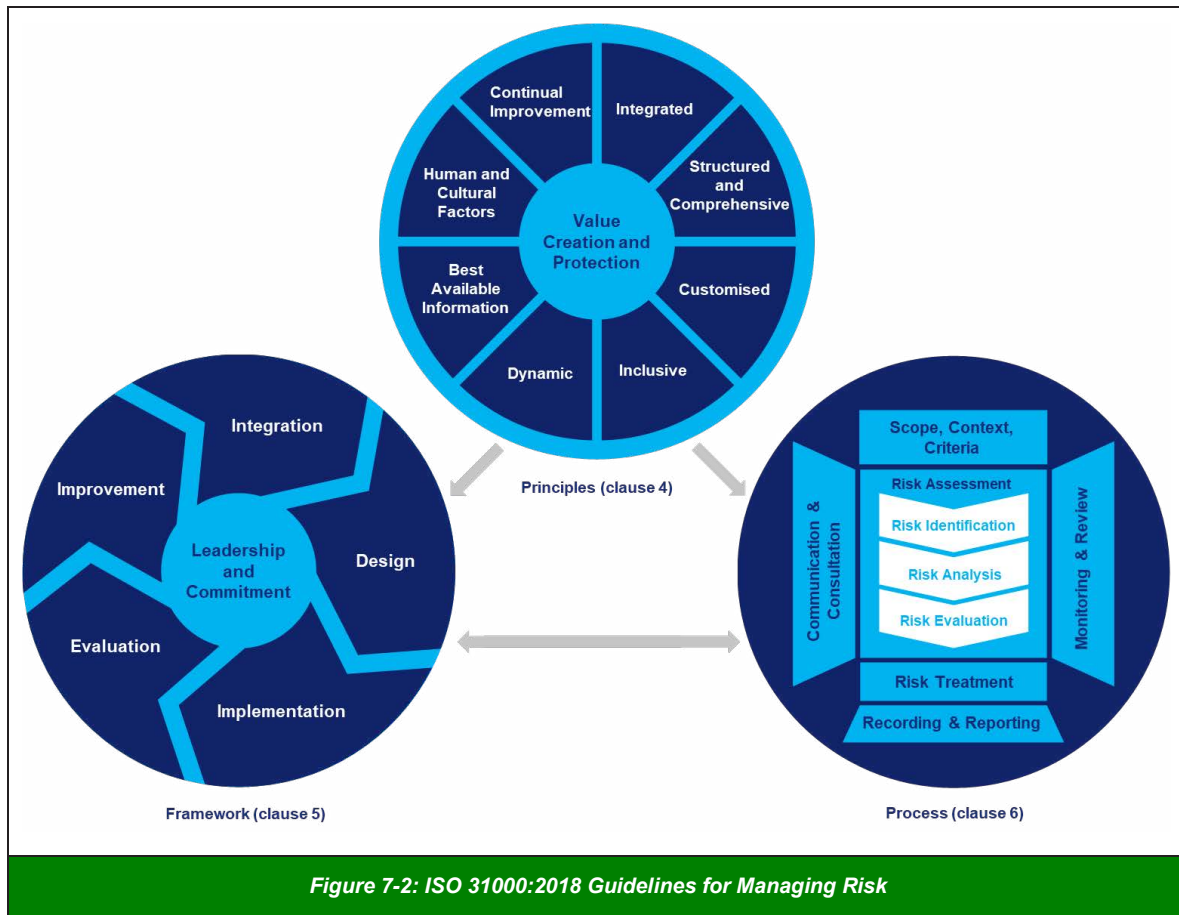 Continual
Improvement
Integrated
Structured
and
Comprehensive
Customised
Inclusive
Dynamic
Best
Available
Information
Human and
Cultural
Factors
Value
Creation and
Protection
Principles (clause 4)
Integration
Design
Implementation
Evaluation
Improvement
Leadership
and
Commitment
Framework (clause 5)
Scope, Context,
Criteria
Communication &
Consultation
Risk Assessment
Risk Identification
Risk Analysis
Risk Evaluation
Monitoring & Review
Risk Treatment
Recording & Reporting
Process (clause 6)
Figure 7-2: ISO 31000:2018 Guidelines for Managing Risk